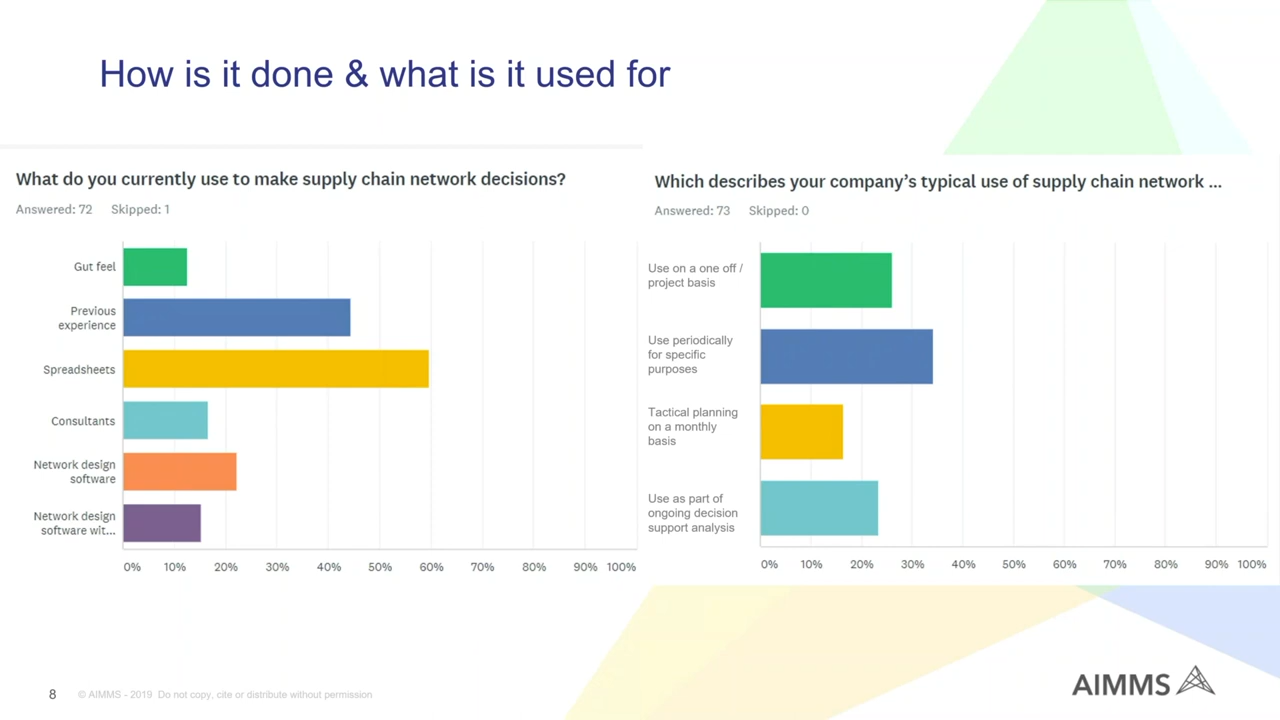 How is it done & what is it used for
What do you currently use to make supply chain network decisions?
Answered: 72 Skipped: 1
Gut feel
Previous
experience
Spreadsheets
Consultants
Network design
software
Network design
software wit...
0% 10% 20% 30% 40% 50% 60% 70% 80% 90% 100%
Which describes your company's typical use of supply chain network ...
Answered: 73 Skipped: 0
Use on a one off /
project basis
Use periodically
for specific
purposes
Tactical planning
on a monthly
basis
Use as part of
ongoing decision
support analysis
0% 10% 20% 30% 40% 50% 60% 70% 80% 90% 100%
8 © AIMMS - 2019 Do not copy, cite or distribute without permission
AIMMS